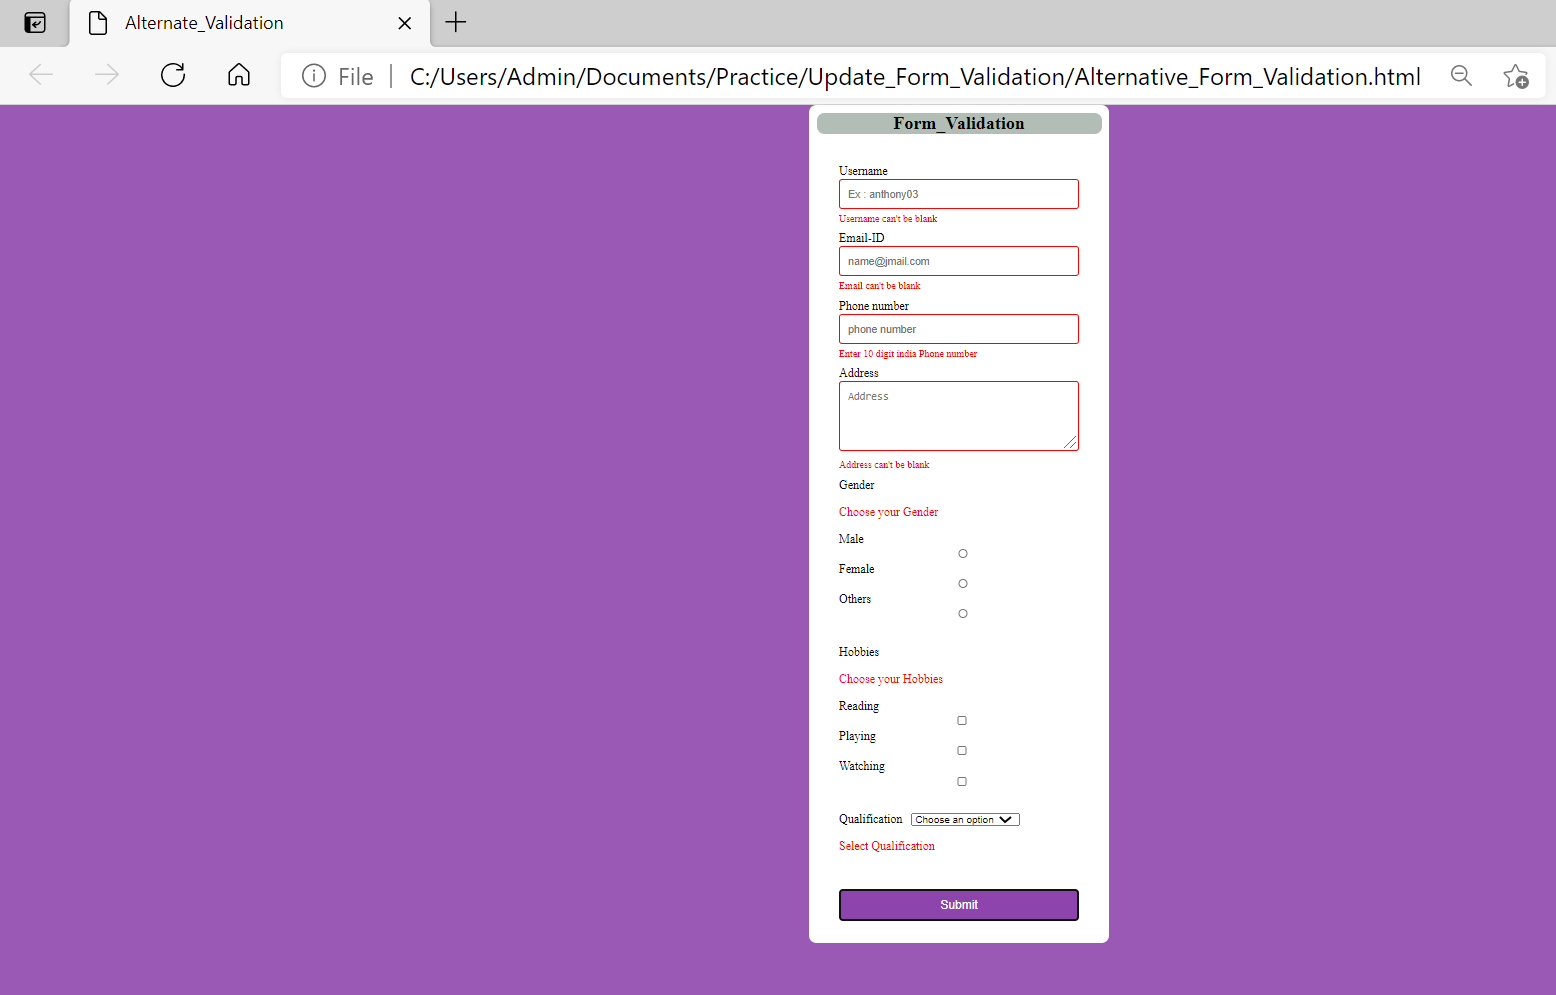 Alternate_Validation
File | C:/Users/Admin/Documents/Practice/Update_Form_Validation/Alternative_Form_Validation.html
Form_Validation
Username
Ex : anthony03
Username can't be blank
Email-ID
name@jmail.com
Email can't be blank
Phone number
phone number
Enter 10 digit india Phone number
Address
Address
Address can't be blank
Gender
Choose your Gender
Male
Female
Others
Hobbies
Choose your Hobbies
Reading
Playing
Watching
Qualification Choose an option
Select Qualification
Submit